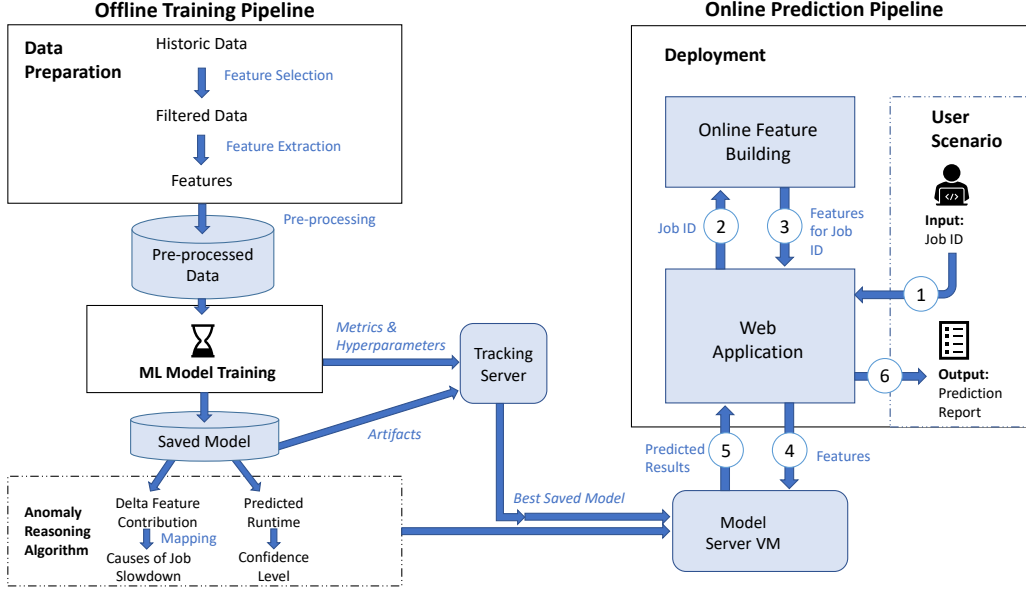 Offline Training Pipeline
Data
Preparation
Historic Data
Feature Selection
Filtered Data
Feature Extraction
Features
Pre-processing
Pre-processed
Data
ML Model Training
Metrics &
Hyperparameters
Tracking
Server
Saved Model
Artifacts
Anomaly
Reasoning
Algorithm
Delta Feature
Contribution
Mapping
Causes of Job
Slowdown
Predicted
Runtime
Confidence
Level
Best Saved Model
Online Prediction Pipeline
Deployment
Online Feature
Building
User
Scenario
</>
Input:
Job ID
Job ID
2
3
Features
for Job
ID
1
Web
Application
6
Output:
Prediction
Report
Predicted
Results
5
4
Features
Model
Server VM